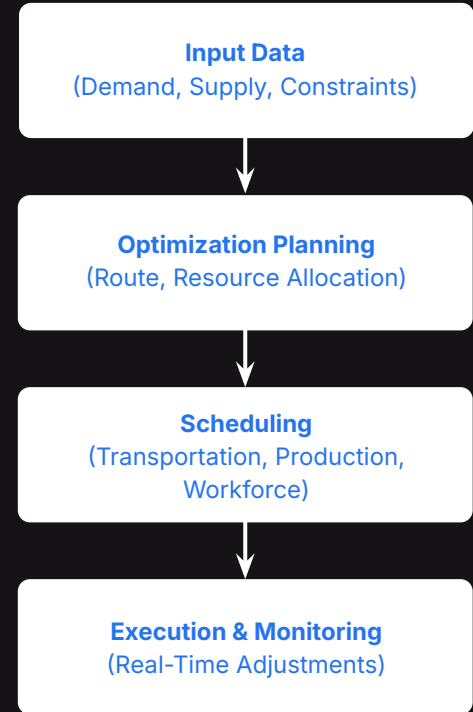 Input Data
(Demand, Supply, Constraints)
Optimization Planning
(Route, Resource Allocation)
Scheduling
(Transportation, Production,
Workforce)
Execution & Monitoring
(Real-Time Adjustments)